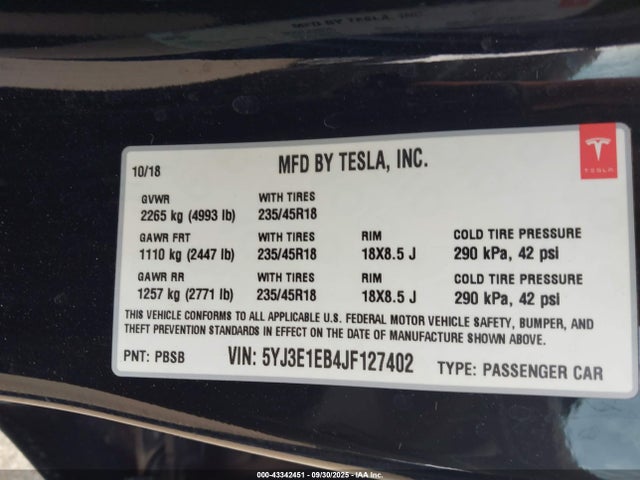 MFD BY TESLA, INC.
10/18
MFD BY TESLA, INC.
TESLA
GVWR WITH TIRES
2265 kg (4993 lb) 235/45R18
GAWR FRT WITH TIRES RIM COLD TIRE PRESSURE
1110 kg (2447 lb) 235/45R18 18X8.5 J 290 kPa, 42 psi
GAWR RR WITH TIRES RIM COLD TIRE PRESSURE
1257 kg (2771 lb) 235/45R18 18X8.5 J 290 kPa, 42 psi
THIS VEHICLE CONFORMS TO ALL APPLICABLE U.S. FEDERAL MOTOR VEHICLE SAFETY, BUMPER, AND
THEFT PREVENTION STANDARDS IN EFFECT ON THE DATE OF MANUFACTURE SHOWN ABOVE.
PNT: PBSB VIN: 5YJ3E1EB4JF127402 TYPE: PASSENGER CAR
000-43342451 - 09/30/2025 - IAA Inc.